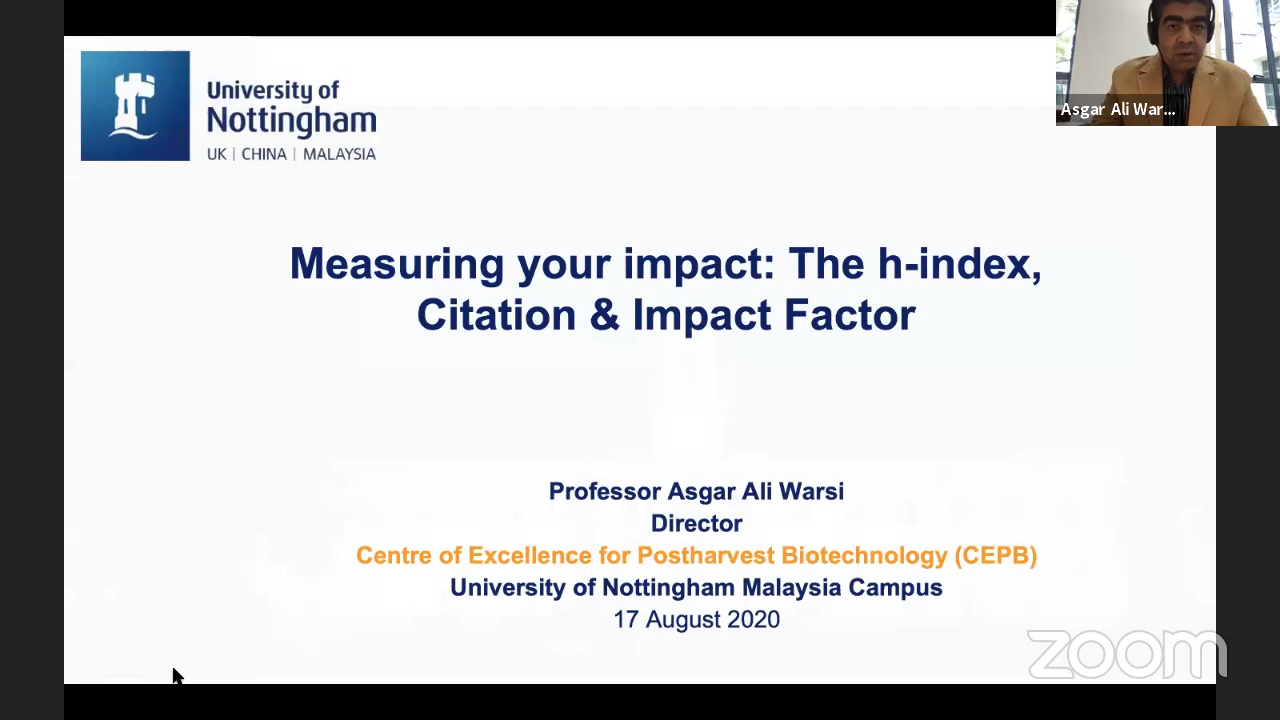 University of
Nottingham
UK | CHINA | MALAYSIA
Asgar Ali War...
Measuring your impact: The h-index,
Citation & Impact Factor
Professor Asgar Ali Warsi
Director
Centre of Excellence for Postharvest Biotechnology (CEPB)
University of Nottingham Malaysia Campus
17 August 2020
zoom